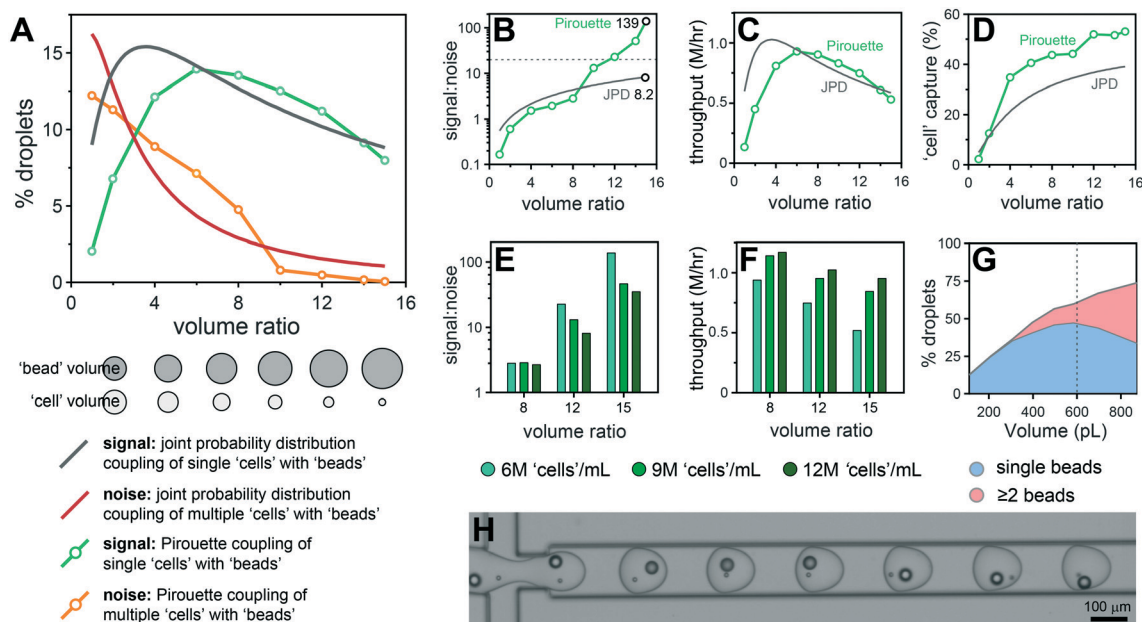 A
% droplets
15
10
5
0
0 4 8 12 16
volume ratio
'bead' volume
'cell' volume
signal: joint probability distribution
coupling of single 'cells' with 'beads'
noise: joint probability distribution
coupling of multiple 'cells' with 'beads'
signal: Pirouette coupling of
single 'cells' with 'beads'
noise: Pirouette coupling of
multiple 'cells' with 'beads'
B
signal:noise
100
10
1
0.1
Pirouette 139
JPD 8.2
0 4 8 12 16
volume ratio
C
throughput (M/hr)
1.0
0.5
0
Pirouette
JPD
0 4 8 12 16
volume ratio
D
'cell' capture (%)
60
40
20
0
Pirouette
JPD
0 4 8 12 16
volume ratio
E
signal:noise
100
10
1
8 12 15
volume ratio
F
throughput (M/hr)
1.0
0.5
0
8 12 15
volume ratio
6M 'cells'/mL
9M 'cells'/mL
12M 'cells'/mL
G
% droplets
100
75
50
25
0
200 400 600 800
Volume (pL)
single beads
≥2 beads
H
100 µm